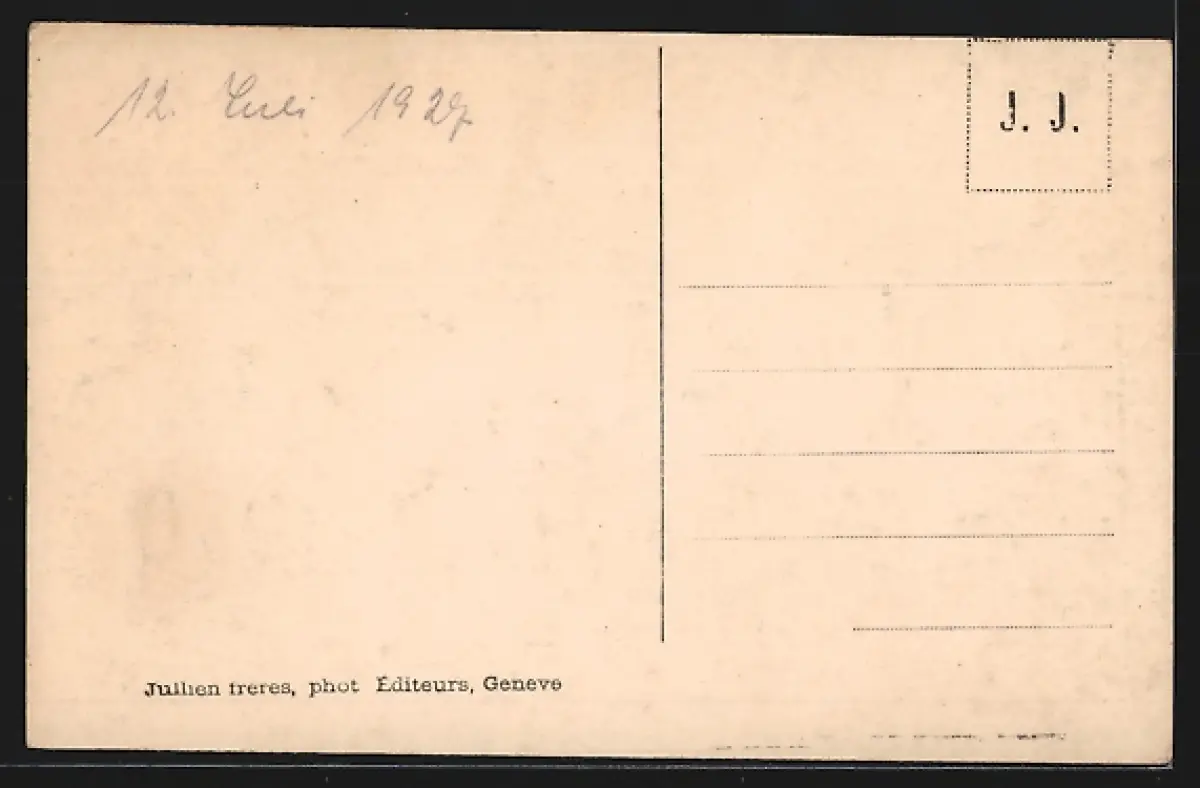 12. Juli 1927
J. J.
Jullien freres, phot Éditeurs, Geneve